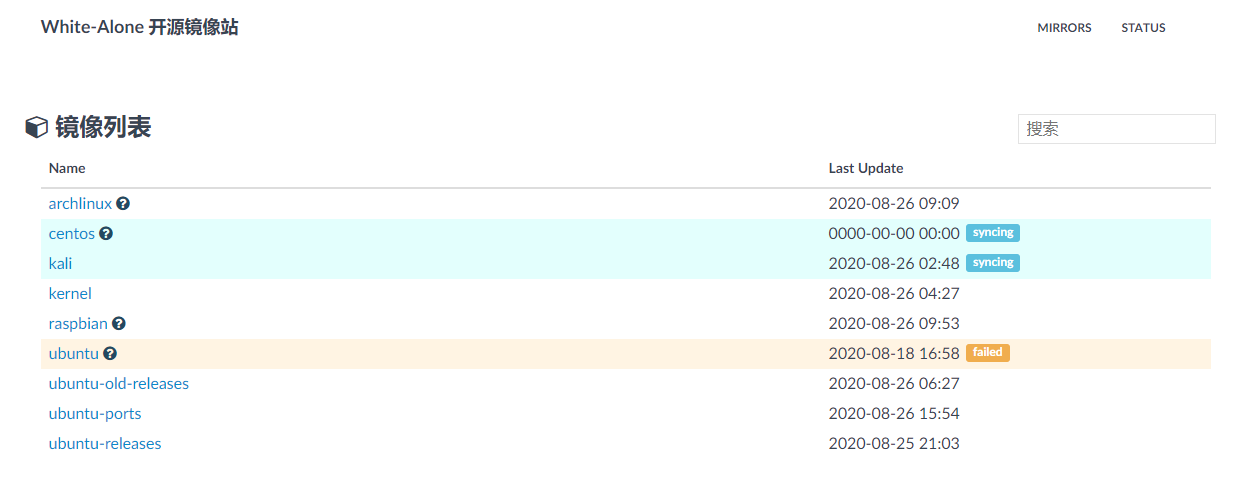 White-Alone 开源镜像站 MIRRORS STATUS
镜像列表 搜索
Name Last Update
archlinux 2020-08-26 09:09
centos 0000-00-00 00:00 syncing
kali 2020-08-26 02:48 syncing
kernel 2020-08-26 04:27
raspbian 2020-08-26 09:53
ubuntu 2020-08-18 16:58 failed
ubuntu-old-releases 2020-08-26 06:27
ubuntu-ports 2020-08-26 15:54
ubuntu-releases 2020-08-25 21:03